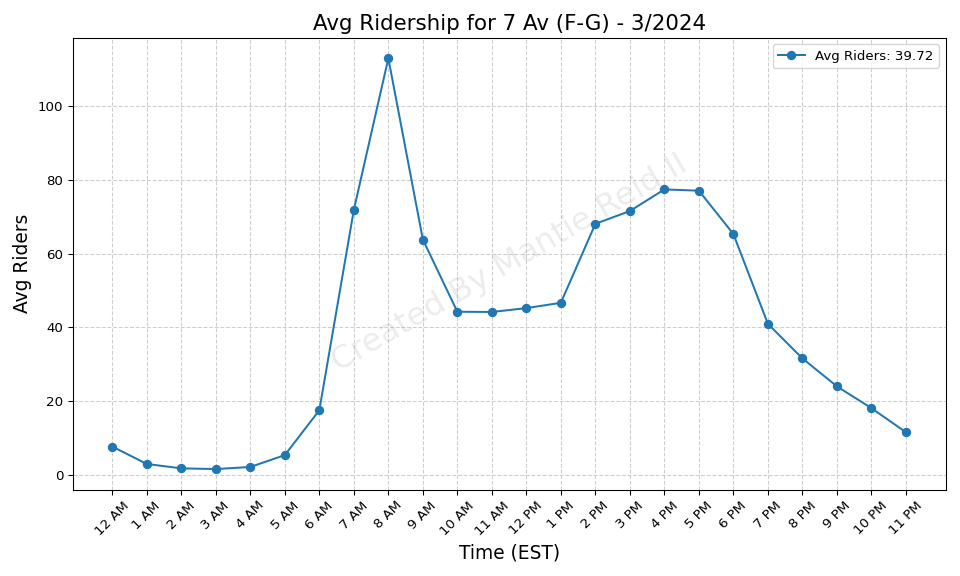 Avg Ridership for 7 Av (F-G) - 3/2024
Avg Riders: 39.72
Avg Riders
100
80
60
40
20
0
Created By Mantie Reid II
12 AM
1 AM
2 AM
3 AM
4 AM
5 AM
6 AM
7 AM
8 AM
9 AM
10 AM
11 AM
12 PM
1 PM
2 PM
3 PM
4 PM
5 PM
6 PM
7 PM
8 PM
9 PM
10 PM
11 PM
Time (EST)